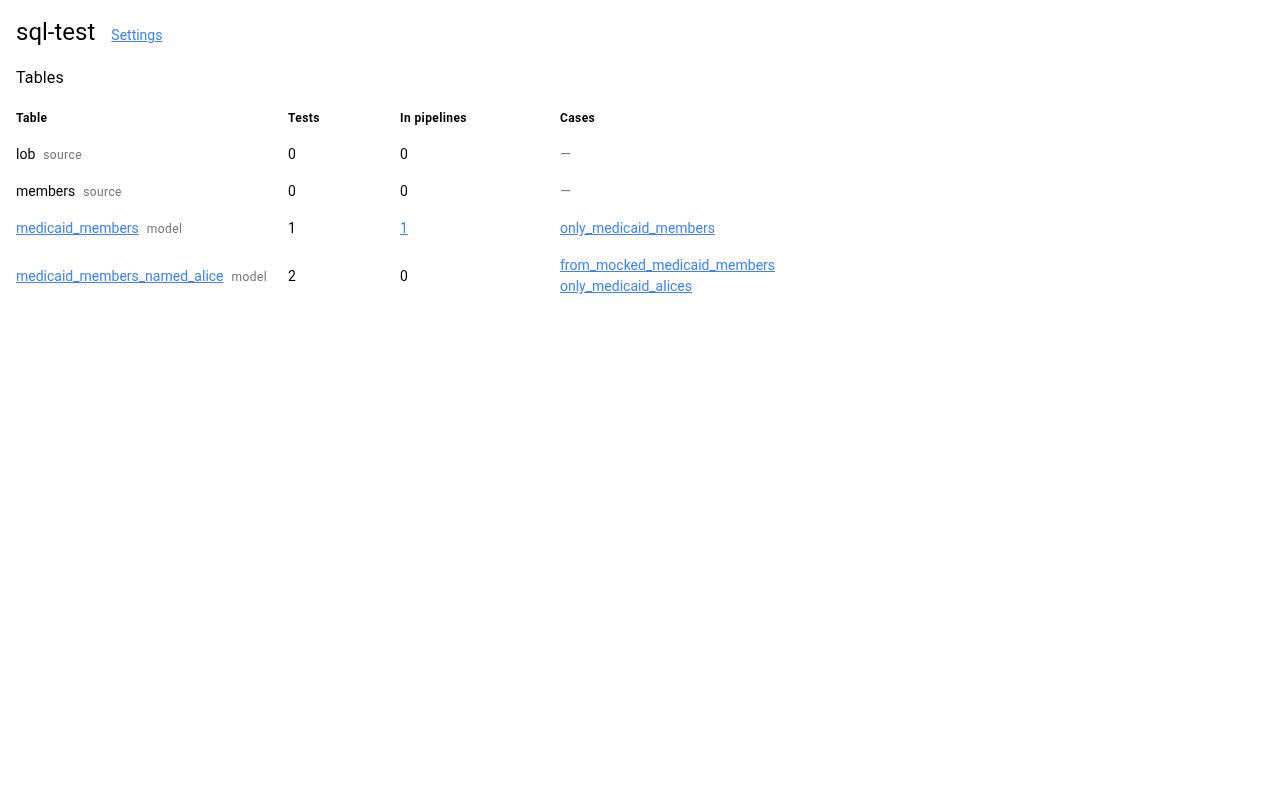 sql-test Settings
Tables
Table Tests In pipelines Cases
lob source 0 0 —
members source 0 0 —
medicaid_members model 1 1 only_medicaid_members
medicaid_members_named_alice model 2 0 from_mocked_medicaid_members
only_medicaid_alices